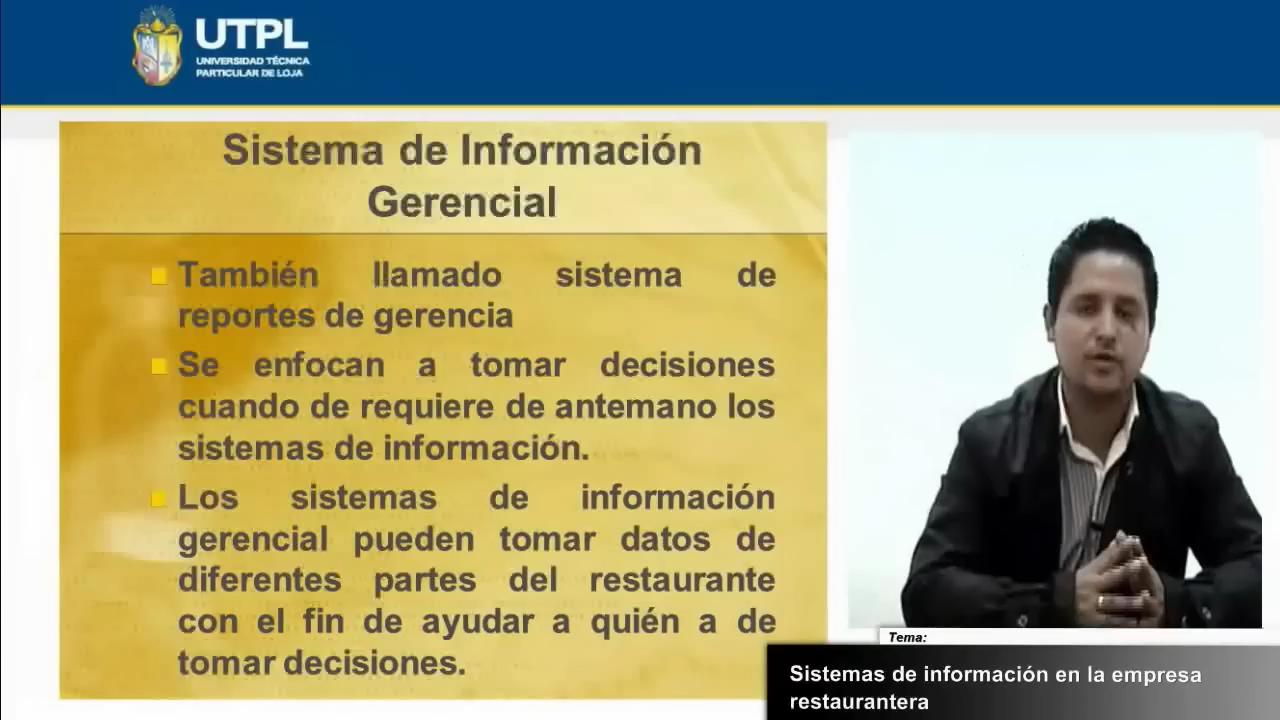 UTPL
UNIVERSIDAD TÉCNICA
PARTICULAR DE LOJA
Sistema de Información
Gerencial
También llamado sistema de
reportes de gerencia
Se enfocan a tomar decisiones
cuando de requiere de antemano los
sistemas de información.
Los sistemas de información
gerencial pueden tomar datos de
diferentes partes del restaurante
con el fin de ayudar a quién a de
tomar decisiones.
Tema:
Sistemas de información en la empresa
restaurantera